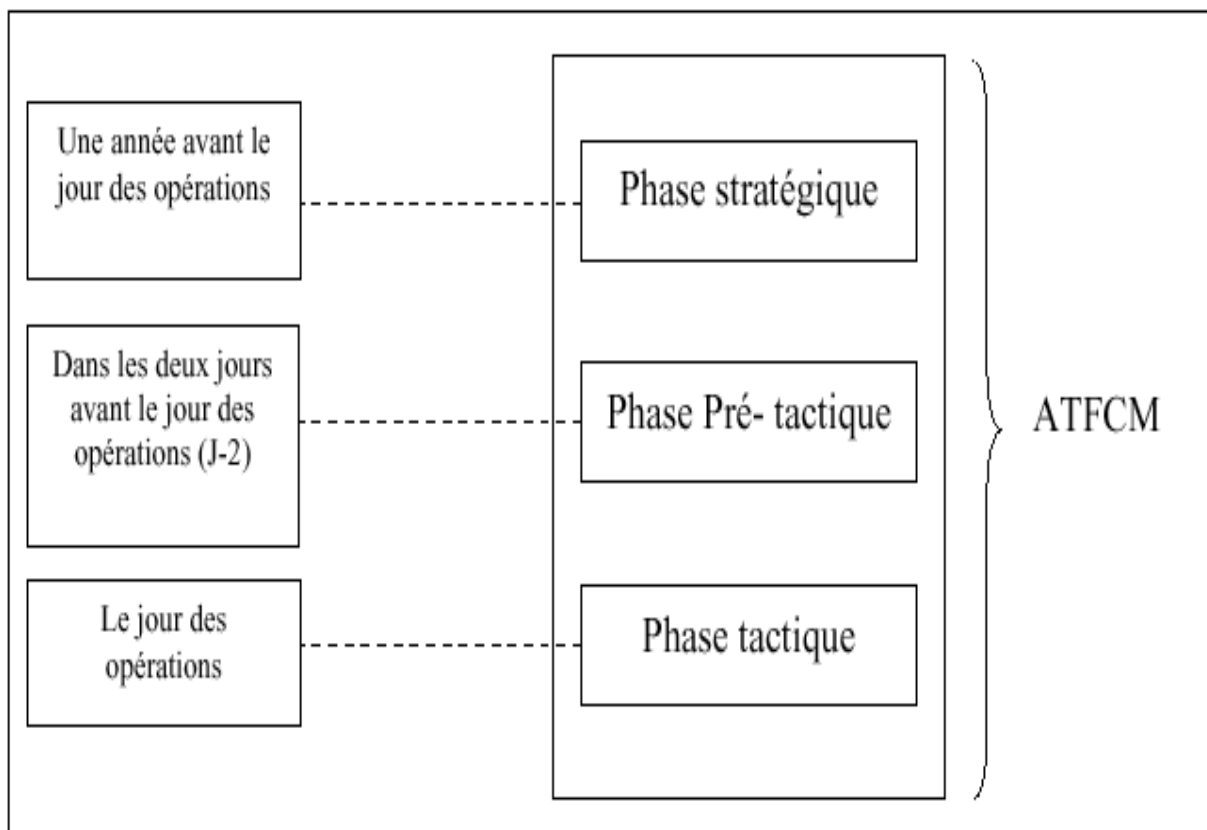 Une année avant le
jour des opérations
Phase stratégique
Dans les deux jours
avant le jour des
opérations (J-2)
Phase Pré- tactique
ATFCM
Le jour des
opérations
Phase tactique